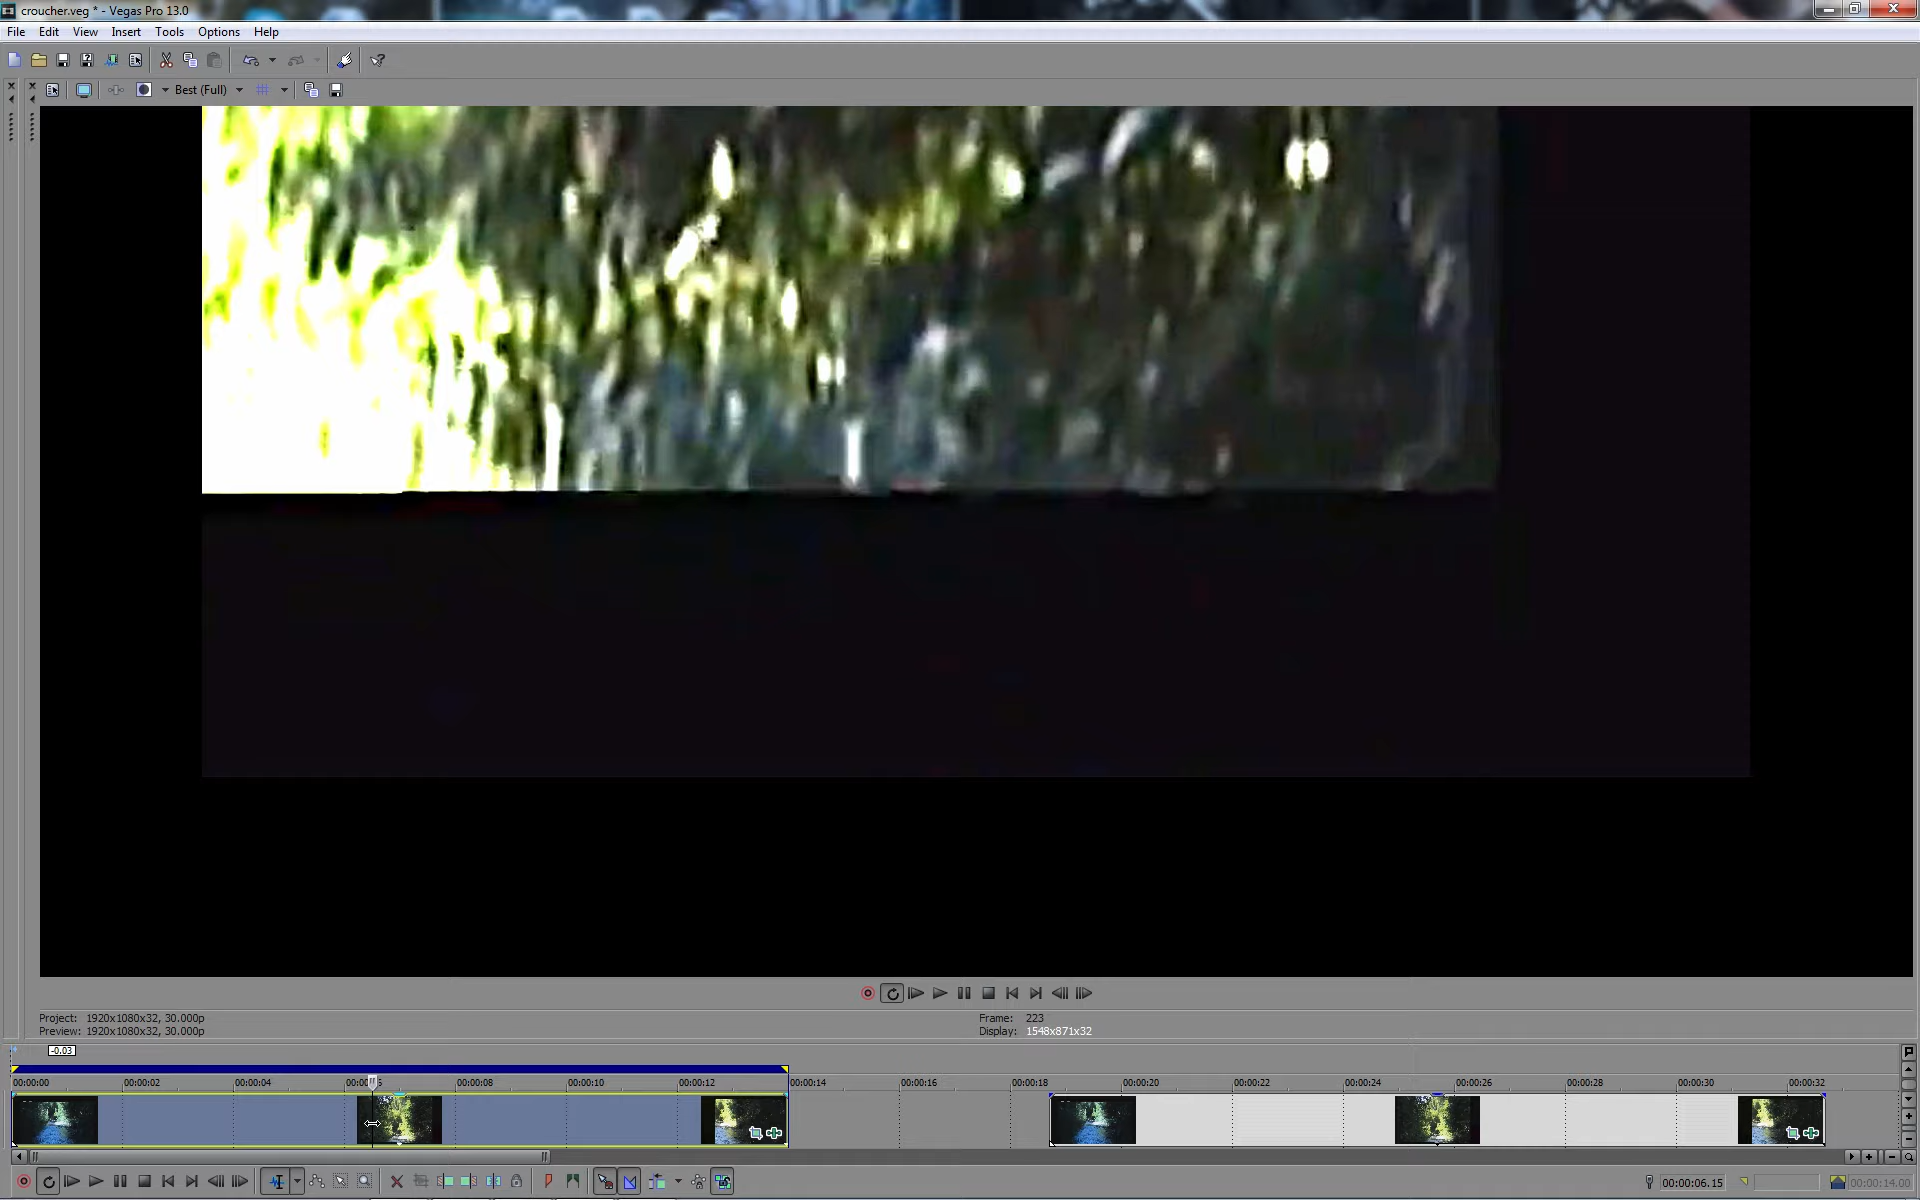 croucher.veg * - Vegas Pro 13.0
File Edit View Insert Tools Options Help
Best (Full)
Project: 1920x1080x32, 30.000p
Preview: 1920x1080x32, 30.000p
Frame: 223
Display: 1548x871x32
-0.03
00:00:00 00:00:02 00:00:04 00:00:06 00:00:08 00:00:10 00:00:12 00:00:14 00:00:16 00:00:18 00:00:20 00:00:22 00:00:24 00:00:26 00:00:28 00:00:30 00:00:32
00:00:06.15
00:00:14.00